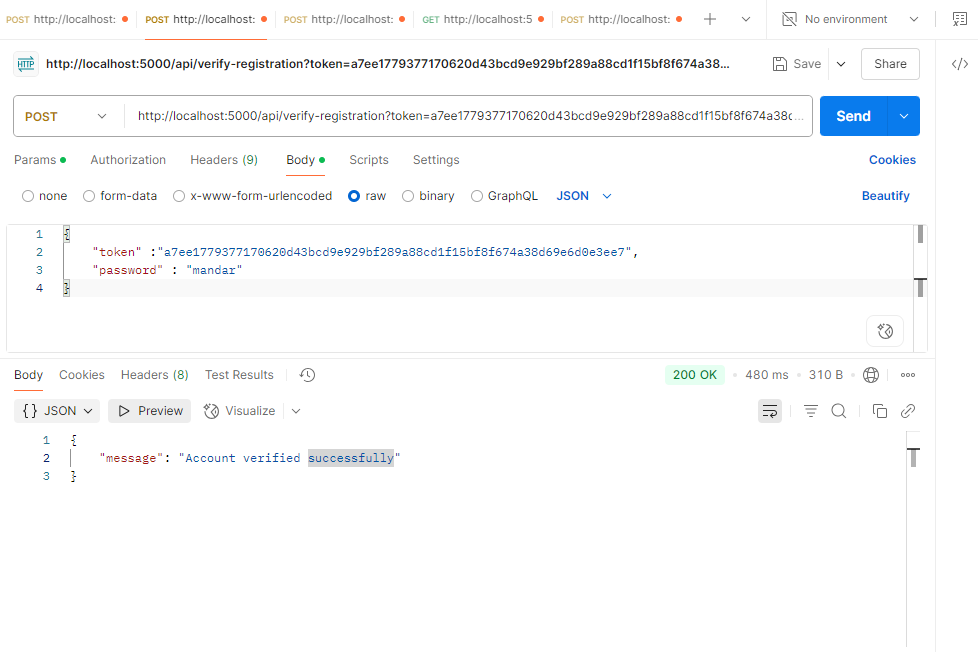 POST http://localhost: POST http://localhost: POST http://localhost: GET http://localhost:5 POST http://localhost: No environment
HTTP http://localhost:5000/api/verify-registration?token=a7ee1779377170620d43bcd9e929bf289a88cd1f15bf8f674a38... Save Share
POST http://localhost:5000/api/verify-registration?token=a7ee1779377170620d43bcd9e929bf289a88cd1f15bf8f674a38c... Send
Params Authorization Headers (9) Body Scripts Settings Cookies
none form-data x-www-form-urlencoded raw binary GraphQL JSON Beautify
1 {
2 "token" :"a7ee1779377170620d43bcd9e929bf289a88cd1f15bf8f674a38d69e6d0e3ee7",
3 "password" : "mandar"
4 }
Body Cookies Headers (8) Test Results 200 OK • 480 ms • 310 B
{} JSON Preview Visualize
1 {
2 "message": "Account verified successfully"
3 }